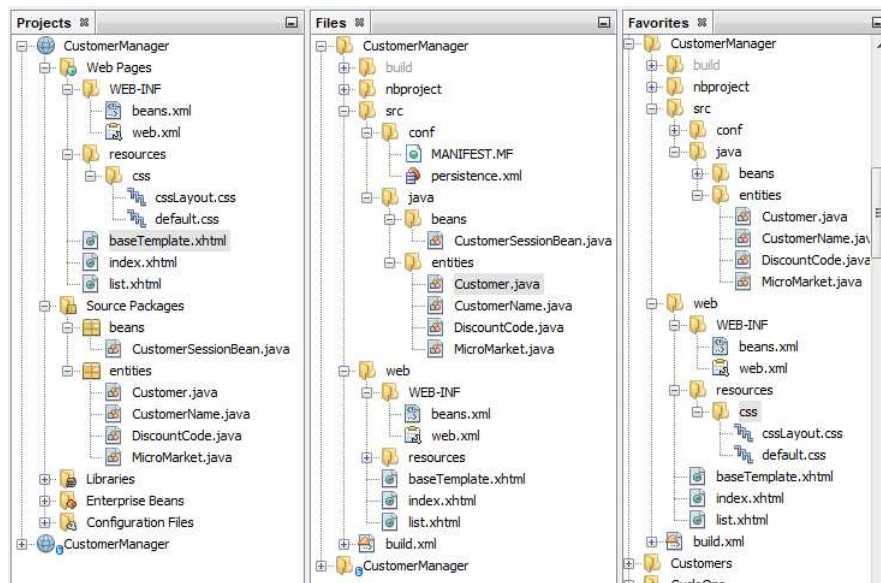 Projects
CustomerManager
Web Pages
WEB-INF
beans.xml
web.xml
resources
css
cssLayout.css
default.css
baseTemplate.xhtml
index.xhtml
list.xhtml
Source Packages
beans
CustomerSessionBean.java
entities
Customer.java
CustomerName.java
DiscountCode.java
MicroMarket.java
Libraries
Enterprise Beans
Configuration Files
CustomerManager
Files
CustomerManager
build
nbproject
src
conf
MANIFEST.MF
persistence.xml
java
beans
CustomerSessionBean.java
entities
Customer.java
CustomerName.java
DiscountCode.java
MicroMarket.java
web
WEB-INF
beans.xml
web.xml
resources
baseTemplate.xhtml
index.xhtml
list.xhtml
build.xml
CustomerManager
Favorites
CustomerManager
build
nbproject
src
conf
java
beans
entities
Customer.java
CustomerName.jav
DiscountCode.java
MicroMarket.java
web
WEB-INF
beans.xml
web.xml
resources
css
cssLayout.css
default.css
baseTemplate.xhtml
index.xhtml
list.xhtml
build.xml
Customers